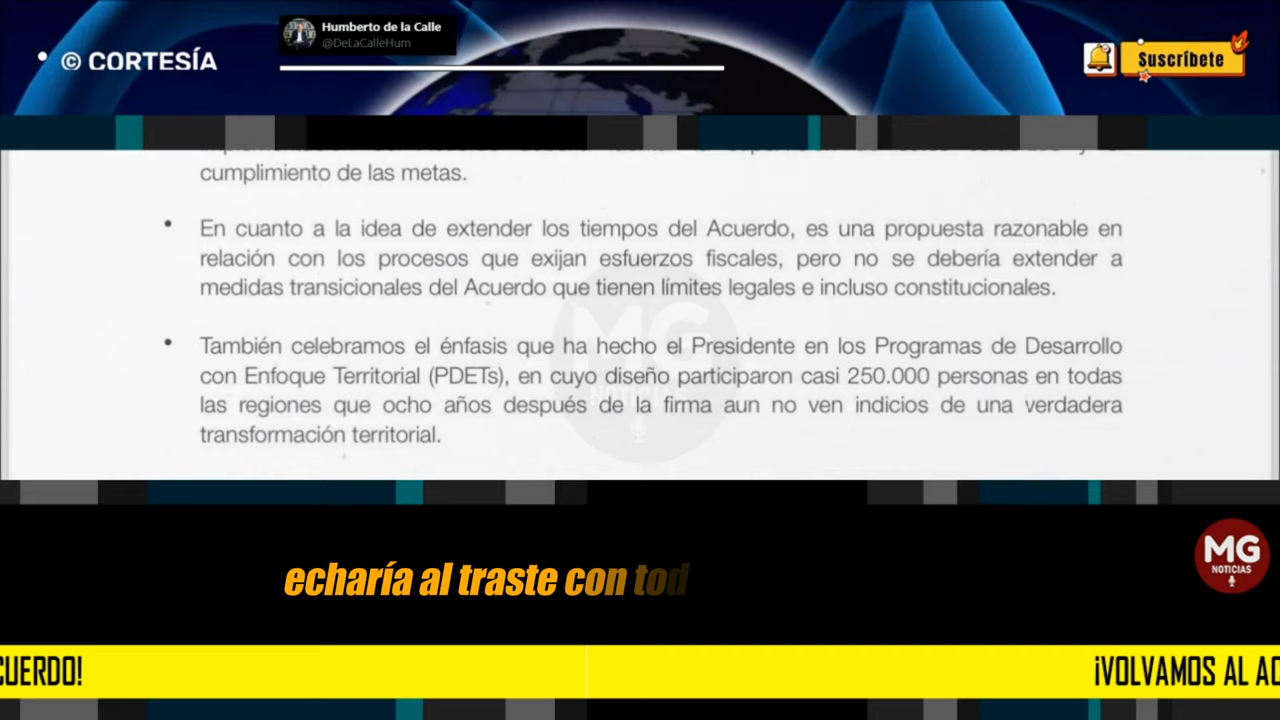 © CORTESÍA
Humberto de la Calle
@DeLaCalleHum
Suscríbete
cumplimiento de las metas.
• En cuanto a la idea de extender los tiempos del Acuerdo, es una propuesta razonable en
relación con los procesos que exijan esfuerzos fiscales, pero no se debería extender a
medidas transicionales del Acuerdo que tienen límites legales e incluso constitucionales.
• También celebramos el énfasis que ha hecho el Presidente en los Programas de Desarrollo
con Enfoque Territorial (PDETs), en cuyo diseño participaron casi 250.000 personas en todas
las regiones que ocho años después de la firma aun no ven indicios de una verdadera
transformación territorial.
MG
NOTICIAS
echaría al traste con tod
MG
NOTICIAS
CUERDO!
¡VOLVAMOS AL AC